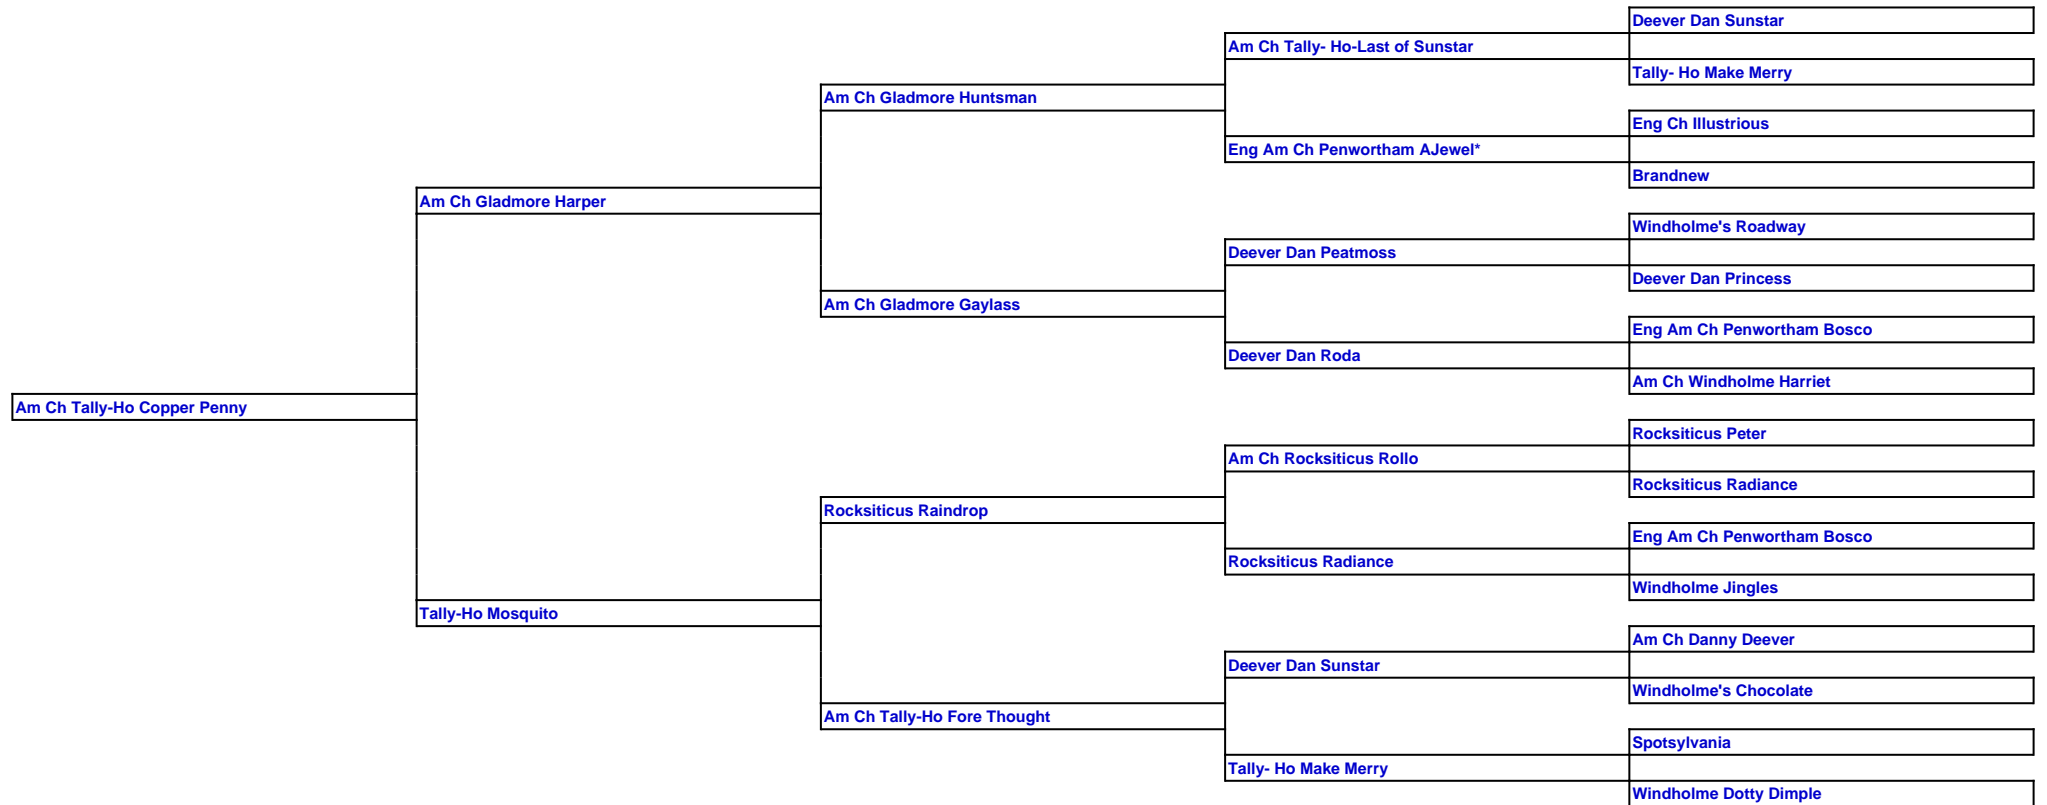 Deever Dan Sunstar
Am Ch Tally- Ho-Last of Sunstar
Tally- Ho Make Merry
Am Ch Gladmore Huntsman
Eng Ch Illustrious
Eng Am Ch Penwortham AJewel*
Brandnew
Am Ch Gladmore Harper
Windholme's Roadway
Deever Dan Peatmoss
Deever Dan Princess
Am Ch Gladmore Gaylass
Eng Am Ch Penwortham Bosco
Deever Dan Roda
Am Ch Windholme Harriet
Am Ch Tally-Ho Copper Penny
Rocksiticus Peter
Am Ch Rocksiticus Rollo
Rocksiticus Radiance
Rocksiticus Raindrop
Eng Am Ch Penwortham Bosco
Rocksiticus Radiance
Windholme Jingles
Tally-Ho Mosquito
Am Ch Danny Deever
Deever Dan Sunstar
Windholme's Chocolate
Am Ch Tally-Ho Fore Thought
Spotsylvania
Tally- Ho Make Merry
Windholme Dotty Dimple